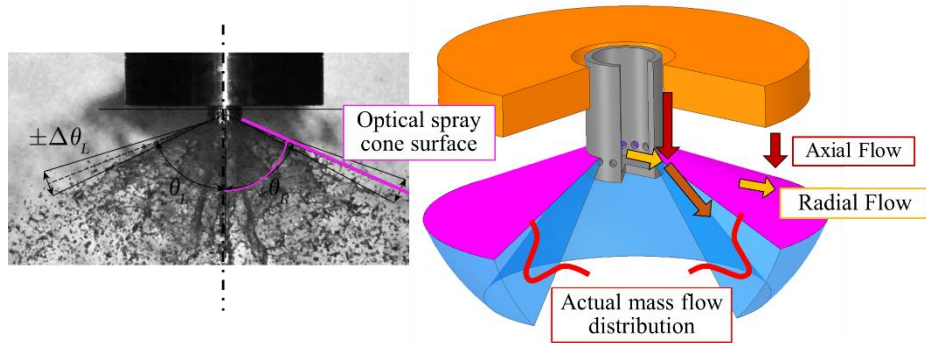 ±Δθ_L
θ_L
θ_R
Optical spray
cone surface
Axial Flow
Radial Flow
Actual mass flow
distribution